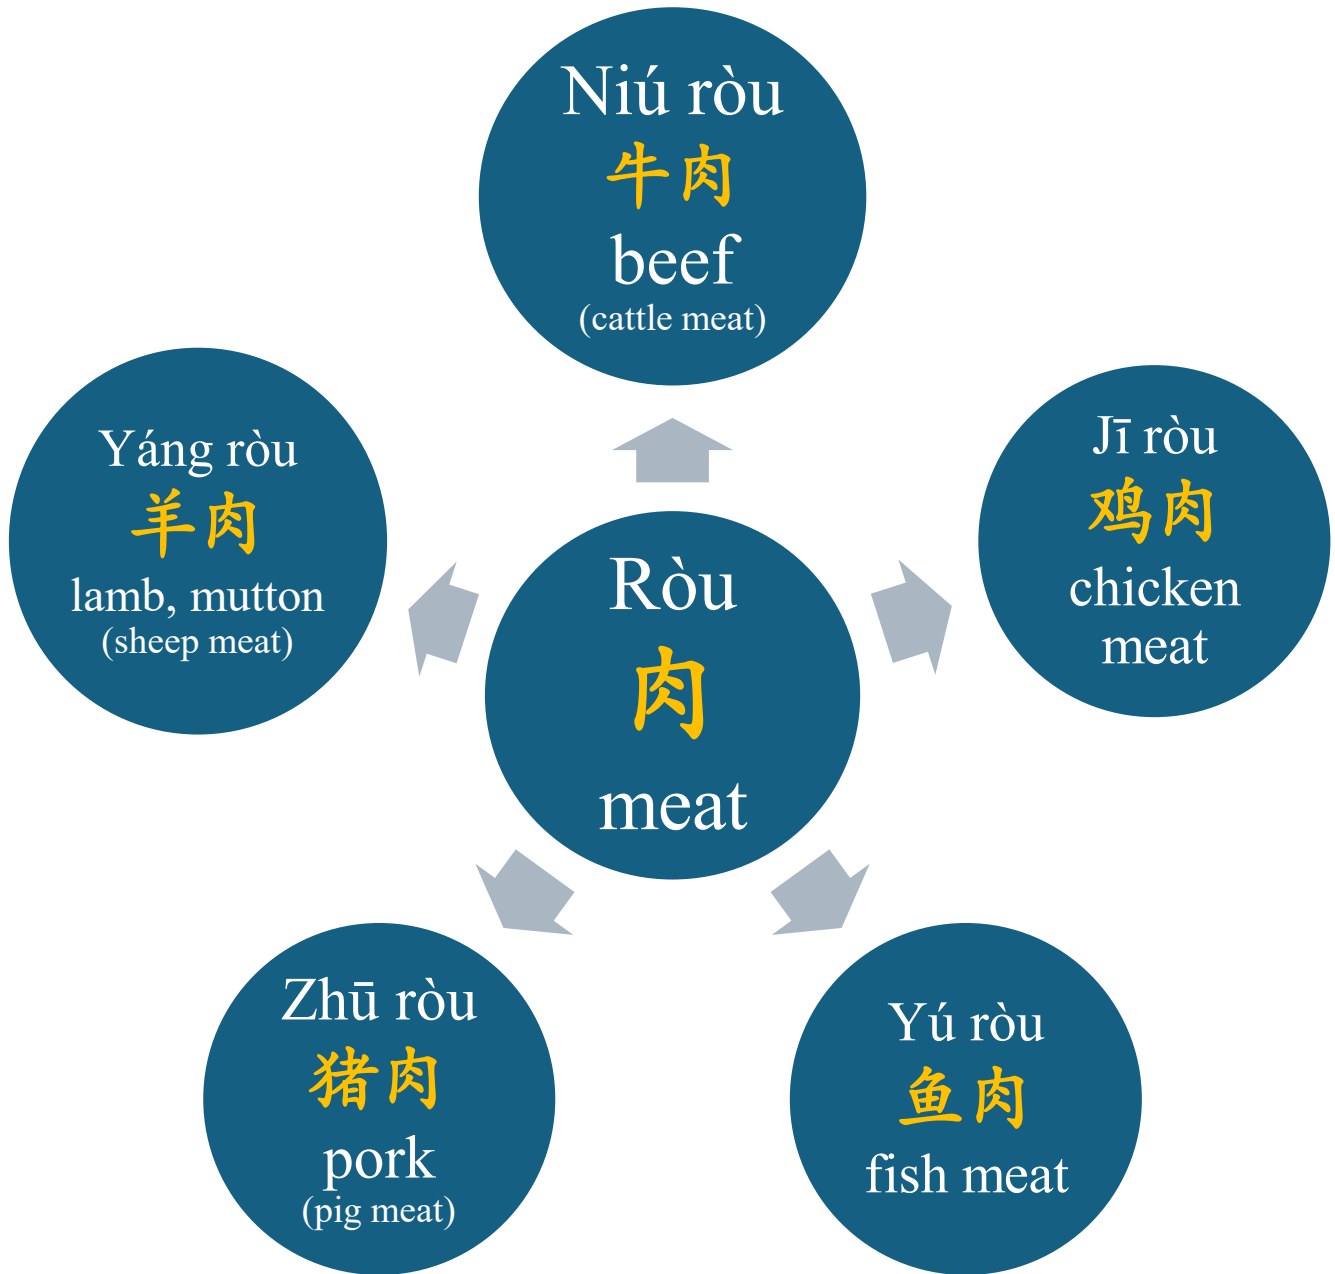 Niú ròu
牛肉
beef
(cattle meat)
Yáng ròu
羊肉
lamb, mutton
(sheep meat)
Jī ròu
鸡肉
chicken
meat
Ròu
肉
meat
Zhū ròu
猪肉
pork
(pig meat)
Yú ròu
鱼肉
fish meat